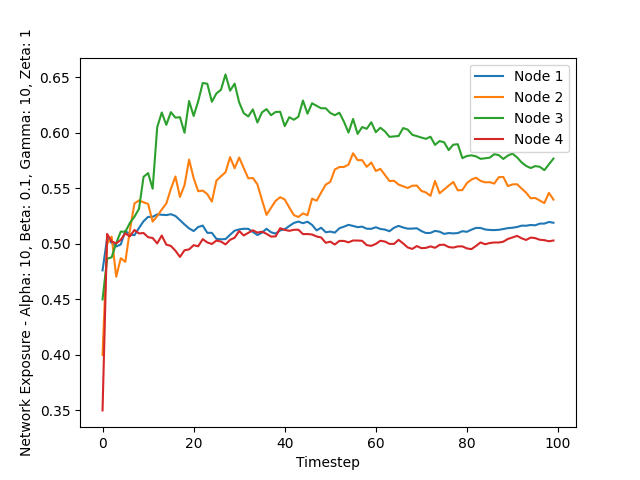 Network Exposure - Alpha: 10, Beta: 0.1, Gamma: 10, Zeta: 1
0.65
0.60
0.55
0.50
0.45
0.40
0.35
Node 1
Node 2
Node 3
Node 4
0 20 40 60 80 100
Timestep